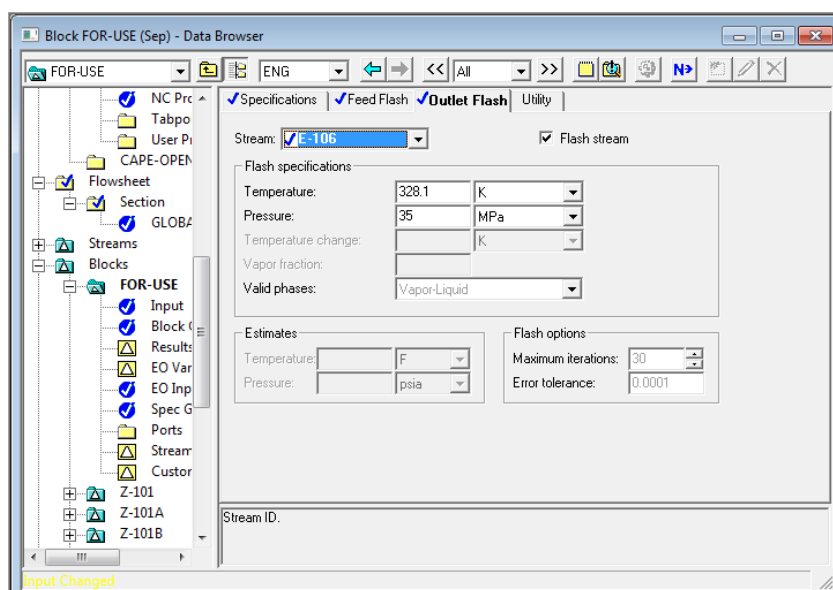 Block FOR-USE (Sep) - Data Browser
FOR-USE ENG << All >> N>
NC Prc
Tabpo
User Pr
CAPE-OPEN
Flowsheet
Section
GLOBA
Streams
Blocks
FOR-USE
Input
Block
Results
EO Var
EO Inp
Spec G
Ports
Stream
Custor
Z-101
Z-101A
Z-101B
Specifications Feed Flash Outlet Flash Utility
Stream: E-106 Flash stream
Flash specifications
Temperature: 328.1 K
Pressure: 35 MPa
Temperature change: K
Vapor fraction:
Valid phases: Vapor-Liquid
Estimates
Temperature: F
Pressure: psia
Flash options
Maximum iterations: 30
Error tolerance: 0.0001
Stream ID.
Input Changed